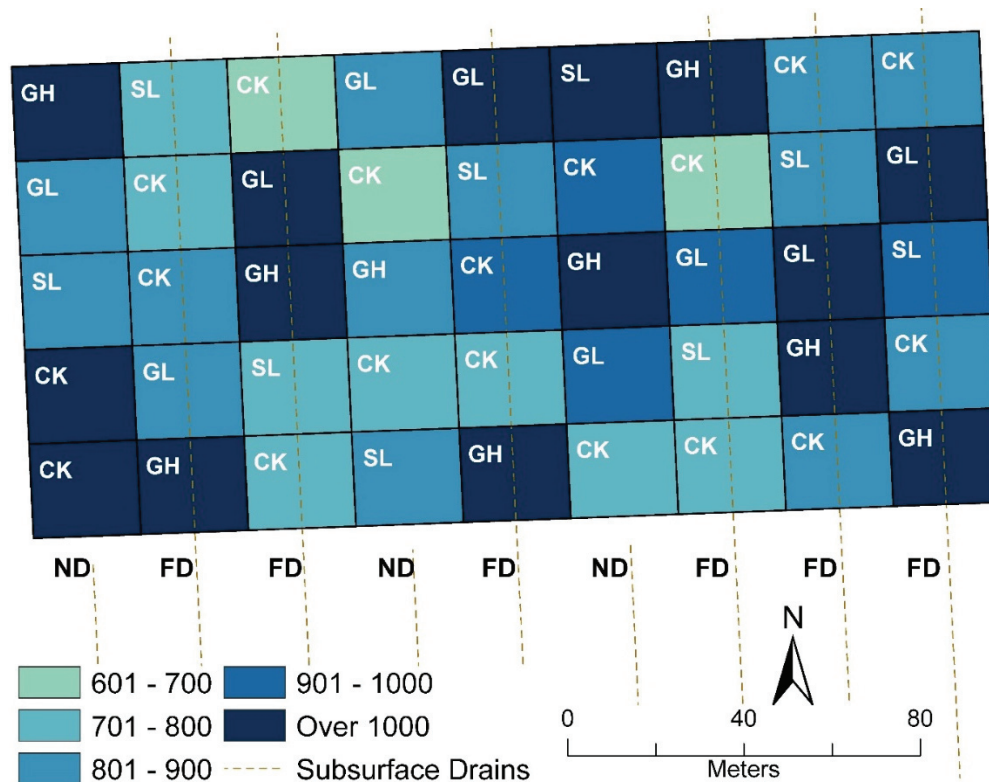 GH SL CK GL GL SL GH CK CK
GL CK GL CK SL CK CK SL GL
SL CK GH GH CK GH GL GL SL
CK GL SL CK CK GL SL GH CK
CK GH CK SL GH CK CK CK GH
ND FD FD ND FD ND FD FD FD
N
601 - 700 901 - 1000
701 - 800 Over 1000
801 - 900 Subsurface Drains
0 40 80
Meters